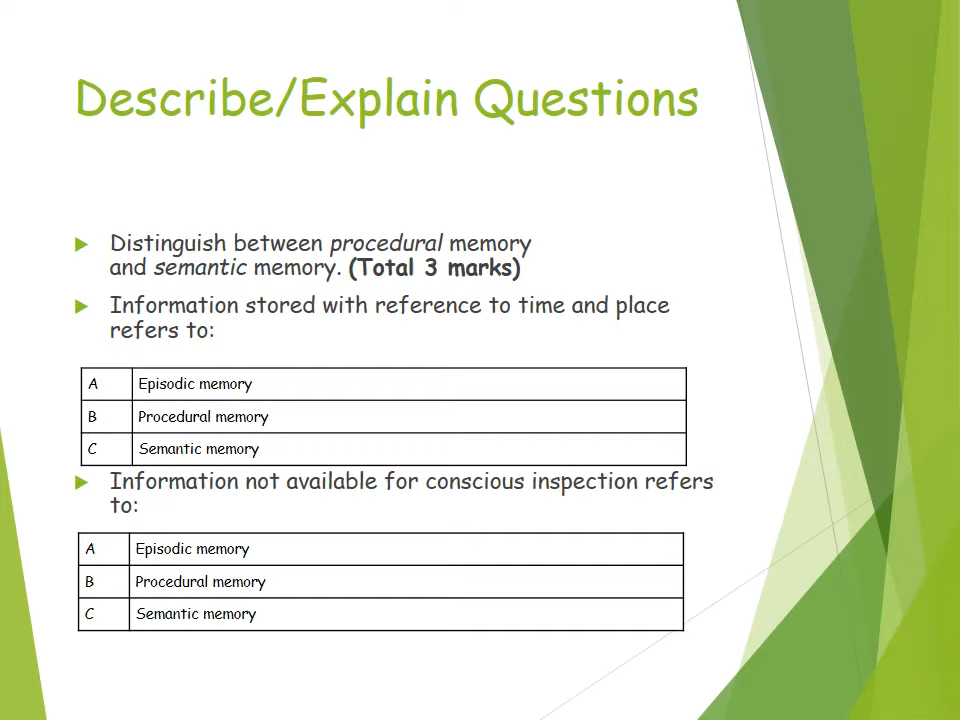 Describe/Explain Questions
Distinguish between procedural memory
and semantic memory. (Total 3 marks)
Information stored with reference to time and place
refers to:
A Episodic memory
B Procedural memory
C Semantic memory
Information not available for conscious inspection refers
to:
A Episodic memory
B Procedural memory
C Semantic memory